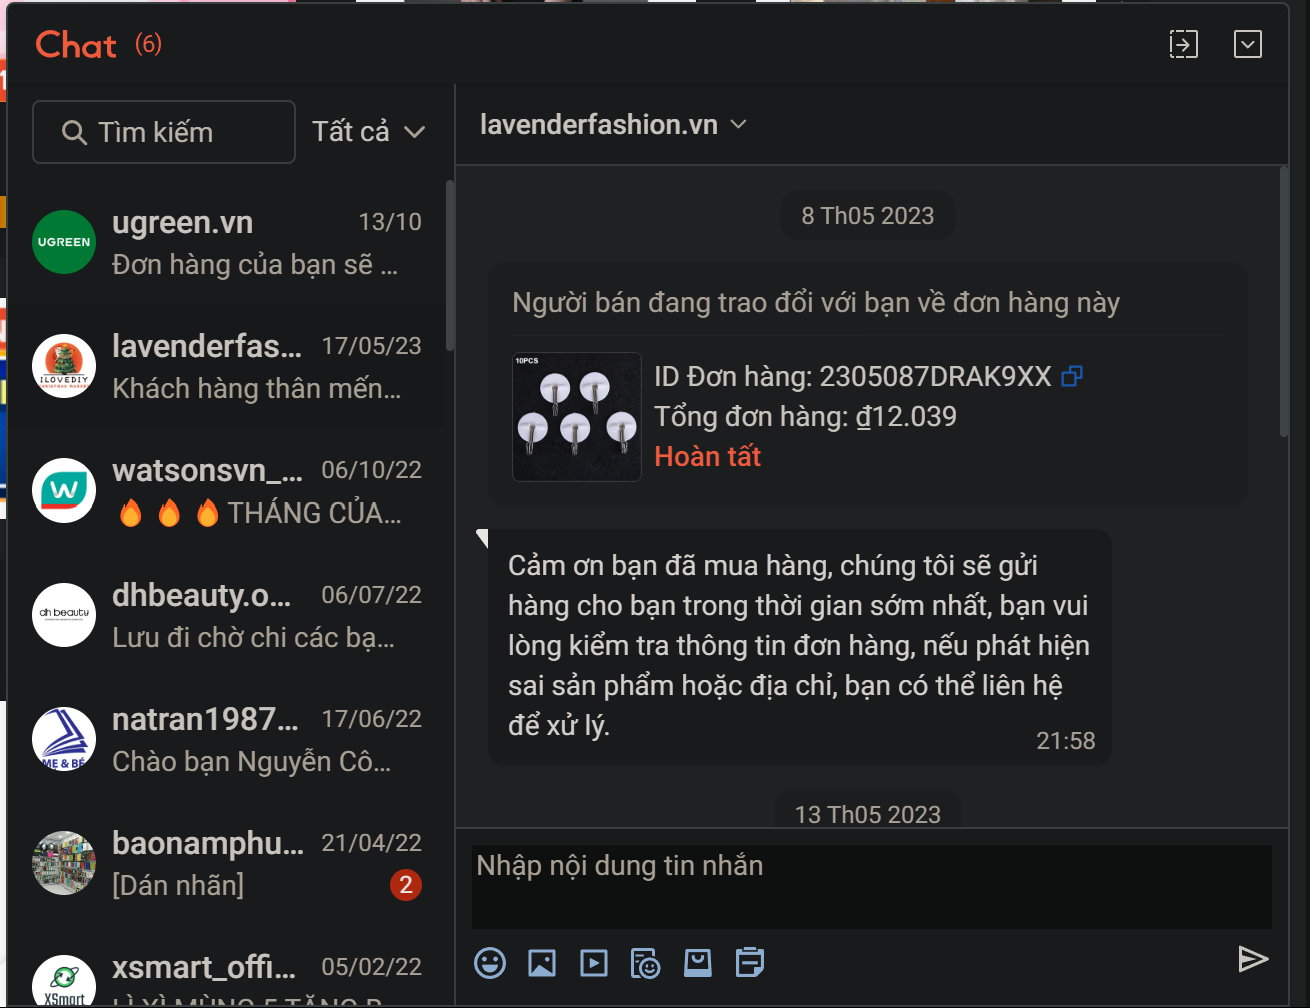 Chat (6)
Tìm kiếm
Tất cả
ugreen.vn 13/10
Đơn hàng của bạn sẽ ...
UGREEN
lavenderfas... 17/05/23
Khách hàng thân mến...
ILOVEDIY
watsonsvn_... 06/10/22
🔥 🔥 🔥 THÁNG CỦA...
W
dhbeauty.o... 06/07/22
Lưu đi chờ chi các bạ...
dh beauty
natran1987... 17/06/22
Chào bạn Nguyễn Cô...
MẸ & BÉ
baonamphu... 21/04/22
[Dán nhãn] 2
xsmart_offi... 05/02/22
XSmart
lavenderfashion.vn
8 Th05 2023
Người bán đang trao đổi với bạn về đơn hàng này
10PCS
ID Đơn hàng: 2305087DRAK9XX
Tổng đơn hàng: ₫12.039
Hoàn tất
Cảm ơn bạn đã mua hàng, chúng tôi sẽ gửi
hàng cho bạn trong thời gian sớm nhất, bạn vui
lòng kiểm tra thông tin đơn hàng, nếu phát hiện
sai sản phẩm hoặc địa chỉ, bạn có thể liên hệ
để xử lý.
21:58
13 Th05 2023
Nhập nội dung tin nhắn